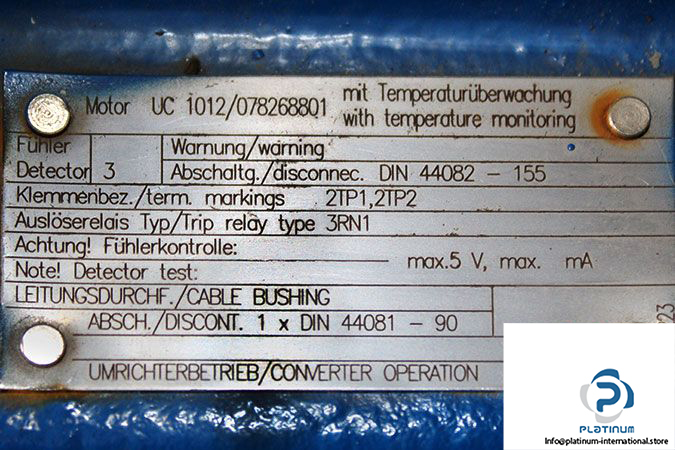 Motor UC 1012/078268801 mit Temperaturüberwachung
with temperature monitoring
Fühler Warnung/warning
Detector 3 Abschaltg./disconnec. DIN 44082 - 155
Klemmenbez./term. markings 2TP1,2TP2
Auslöserelais Typ/Trip relay type 3RN1
Achtung! Fühlerkontrolle:
Note! Detector test: max.5 V, max. mA
LEITUNGSDURCHF./CABLE BUSHING
ABSCH./DISCONT. 1 x DIN 44081 - 90
UMRICHTERBETRIEB/CONVERTER OPERATION
PLATINUM
Info@platinum-international.store